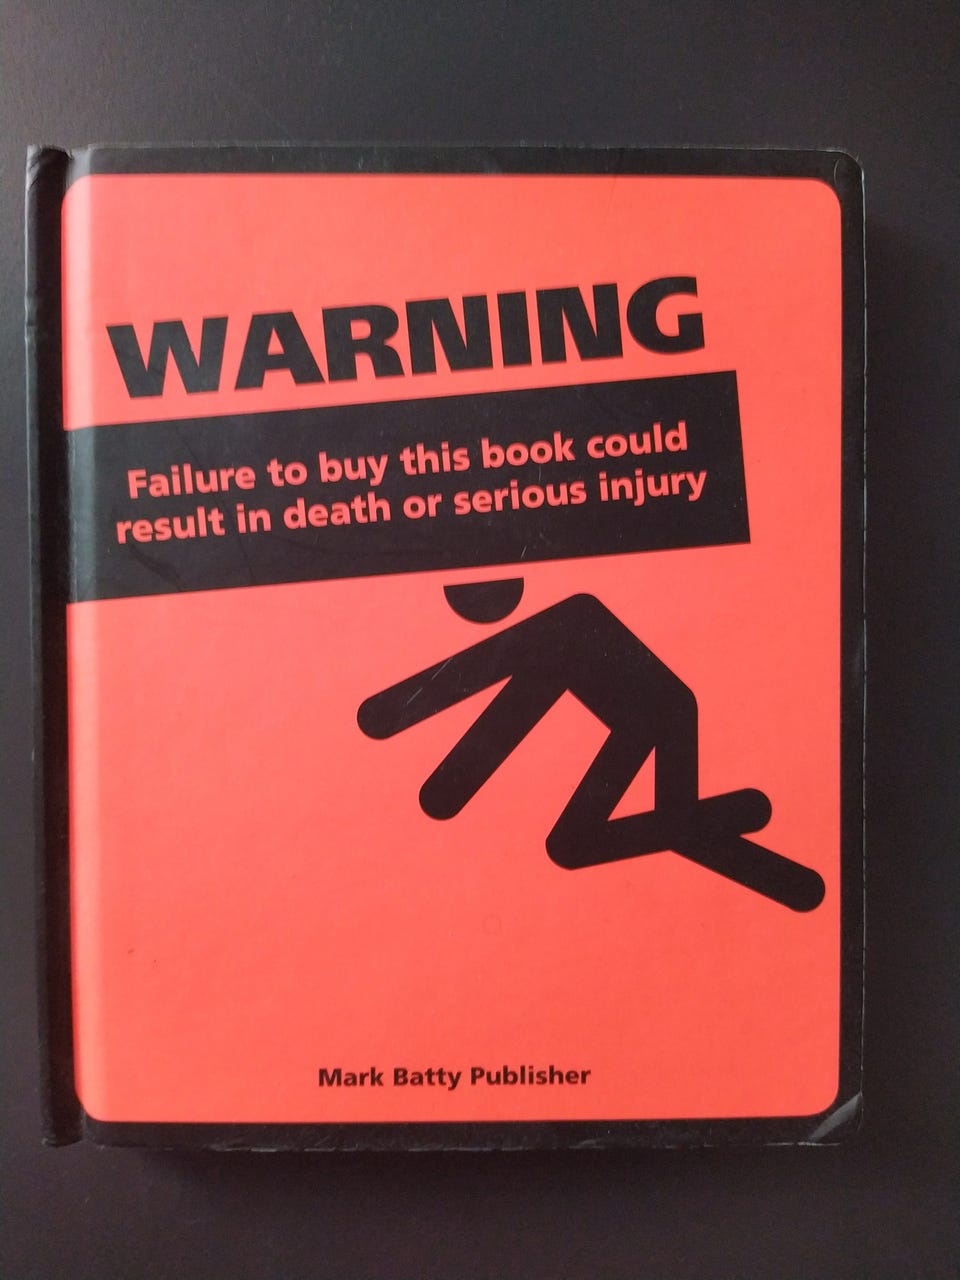 WARNING
Failure to buy this book could
result in death or serious injury
Mark Batty Publisher